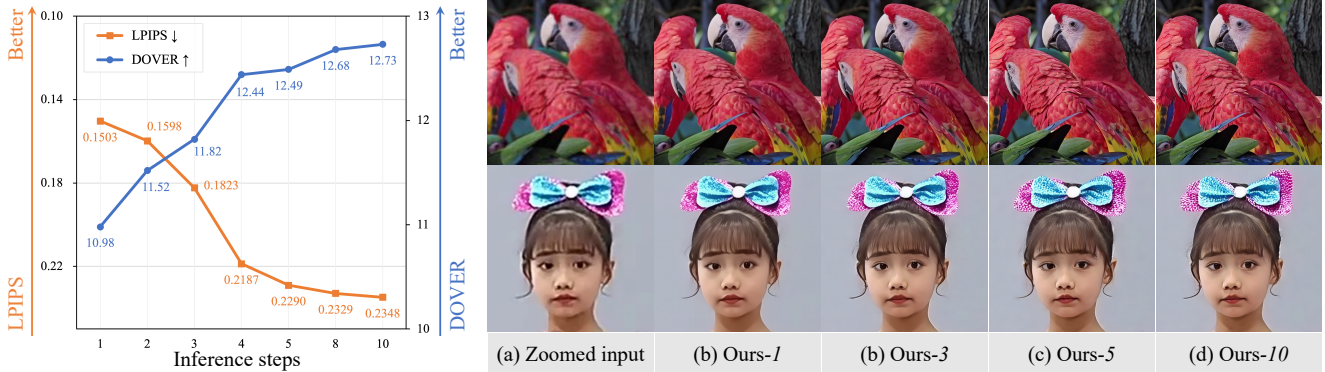 Better
LPIPS
0.10
0.14
0.18
0.22
LPIPS ↓
DOVER ↑
0.1503
0.1598
0.1823
0.2187
0.2290
0.2329
0.2348
10.98
11.52
11.82
12.44
12.49
12.68
12.73
13
12
11
10
Better
DOVER
1 2 3 4 5 8 10
Inference steps
(a) Zoomed input
(b) Ours-1
(b) Ours-3
(c) Ours-5
(d) Ours-10